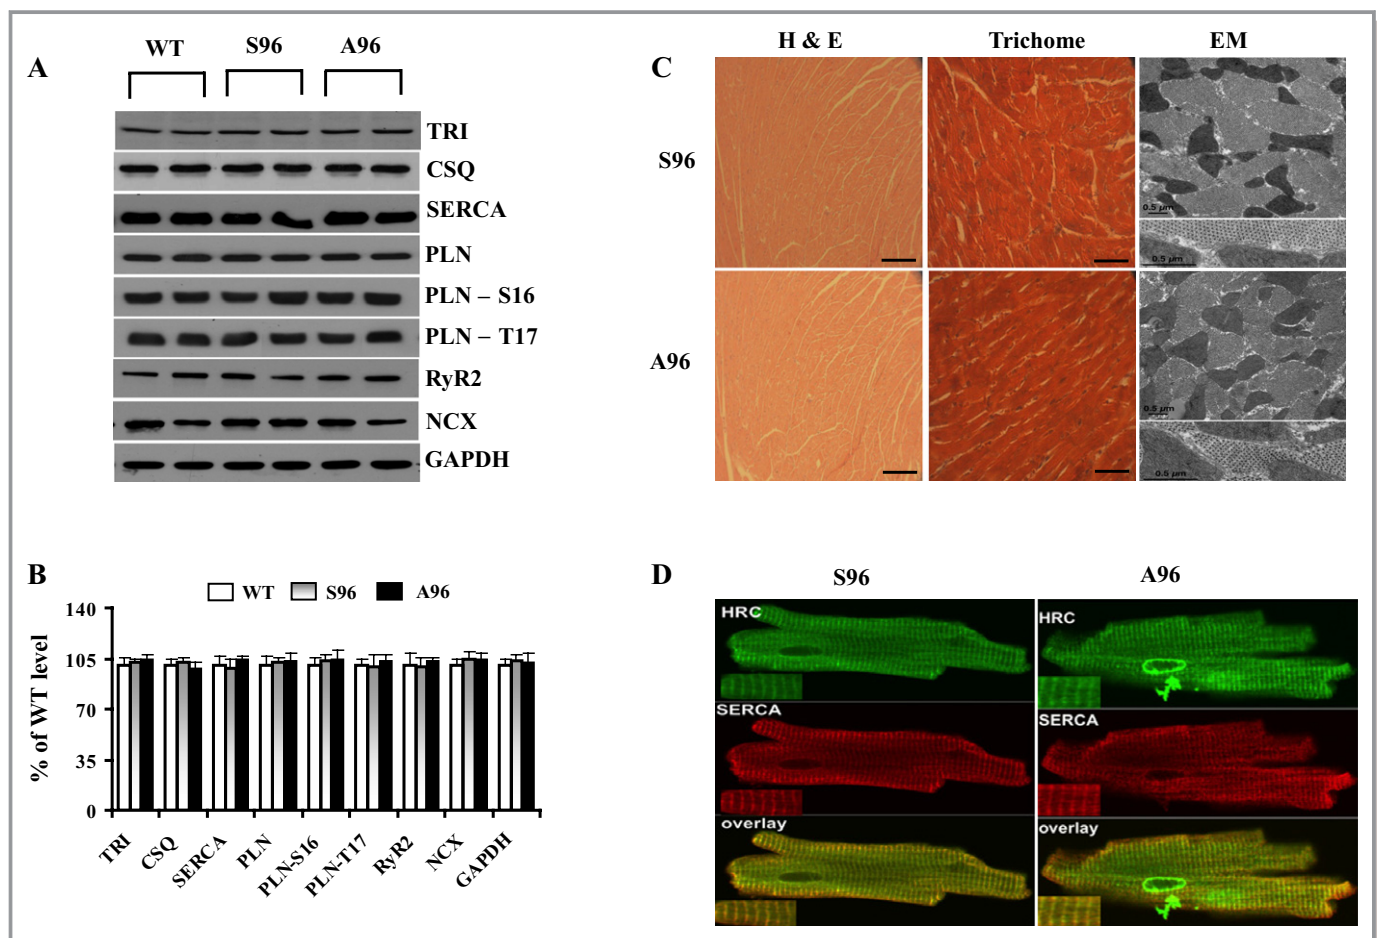 A
WT S96 A96
TRI
CSQ
SERCA
PLN
PLN – S16
PLN – T17
RyR2
NCX
GAPDH
B
WT S96 A96
% of WT level
140
105
70
35
0
TRI CSQ SERCA PLN PLN-S16 PLN-T17 RyR2 NCX GAPDH
C
H & E Trichome EM
S96
0.5 µm
0.5 µm
A96
0.5 µm
0.5 µm
D
S96 A96
HRC HRC
SERCA SERCA
overlay overlay